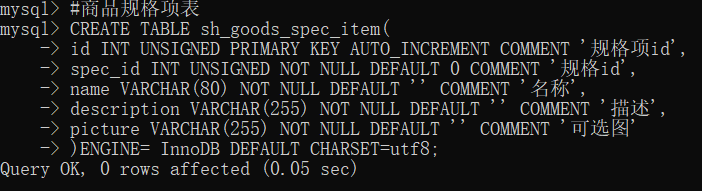 mysql> #商品规格项表
mysql> CREATE TABLE sh_goods_spec_item(
    -> id INT UNSIGNED PRIMARY KEY AUTO_INCREMENT COMMENT '规格项id',
    -> spec_id INT UNSIGNED NOT NULL DEFAULT 0 COMMENT '规格id',
    -> name VARCHAR(80) NOT NULL DEFAULT '' COMMENT '名称',
    -> description VARCHAR(255) NOT NULL DEFAULT '' COMMENT '描述',
    -> picture VARCHAR(255) NOT NULL DEFAULT '' COMMENT '可选图'
    -> )ENGINE= InnoDB DEFAULT CHARSET=utf8;
Query OK, 0 rows affected (0.05 sec)